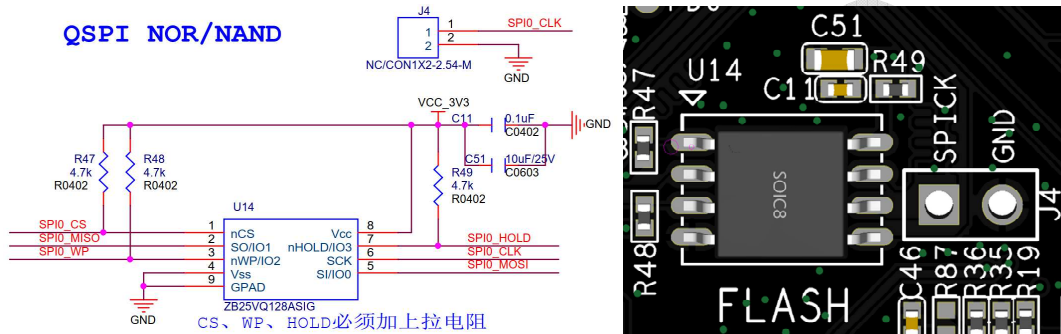 QSPI NOR/NAND
J4
1
2
1
2
SPI0_CLK
NC/CON1X2-2.54-M
GND
VCC_3V3
C11
0.1uF
C0402
GND
C51
10uF/25V
C0603
R47
4.7k
R0402
R48
4.7k
R0402
R49
4.7k
R0402
U14
SPI0_CS
1
nCS
SPI0_MISO
2
SO/IO1
SPI0_WP
3
nWP/IO2
4
Vss
9
GPAD
Vcc
8
nHOLD/IO3
7
SPI0_HOLD
SCK
6
SPI0_CLK
SI/IO0
5
SPI0_MOSI
ZB25VQ128ASIG
GND
CS、WP、HOLD必须加上拉电阻
C51
U14
C11
R49
R47
SOIC8
SPICK
GND
J4
R48
FLASH
C46
R87
R36
R35
R19